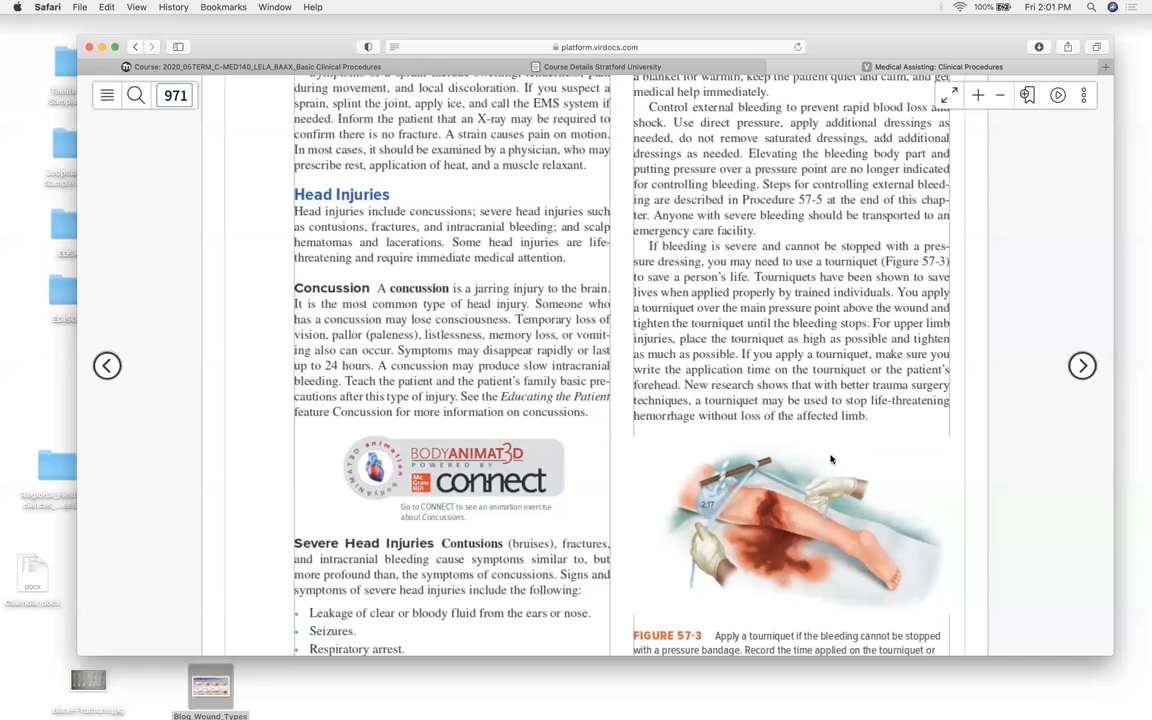 Safari File Edit View History Bookmarks Window Help
100% Fri 2:01 PM
platform.virdocs.com
Course: 2020_05TERM_C-MED140_LELA_8AAX_Basic Clinical Procedures
Course Details Stratford University
Medical Assisting: Clinical Procedures
971
during movement, and local discoloration. If you suspect a
sprain, splint the joint, apply ice, and call the EMS system if
needed. Inform the patient that an X-ray may be required to
confirm there is no fracture. A strain causes pain on motion.
In most cases, it should be examined by a physician, who may
prescribe rest, application of heat, and a muscle relaxant.
Head Injuries
Head injuries include concussions; severe head injuries such
as contusions, fractures, and intracranial bleeding; and scalp
hematomas and lacerations. Some head injuries are life-
threatening and require immediate medical attention.
Concussion A concussion is a jarring injury to the brain.
It is the most common type of head injury. Someone who
has a concussion may lose consciousness. Temporary loss of
vision, pallor (paleness), listlessness, memory loss, or vomit-
ing also can occur. Symptoms may disappear rapidly or last
up to 24 hours. A concussion may produce slow intracranial
bleeding. Teach the patient and the patient's family basic pre-
cautions after this type of injury. See the Educating the Patient
feature Concussion for more information on concussions.
BODYANIMAT3D
POWERED BY
Mc Graw Hill connect
Go to CONNECT to see an animation exercise
about Concussions.
Severe Head Injuries Contusions (bruises), fractures,
and intracranial bleeding cause symptoms similar to, but
more profound than, the symptoms of concussions. Signs and
symptoms of severe head injuries include the following:
• Leakage of clear or bloody fluid from the ears or nose.
• Seizures.
• Respiratory arrest.
a blanket for warmth, keep the patient quiet and calm, and get
medical help immediately.
Control external bleeding to prevent rapid blood loss and
shock. Use direct pressure, apply additional dressings as
needed, do not remove saturated dressings, add additional
dressings as needed. Elevating the bleeding body part and
putting pressure over a pressure point are no longer indicated
for controlling bleeding. Steps for controlling external bleed-
ing are described in Procedure 57-5 at the end of this chap-
ter. Anyone with severe bleeding should be transported to an
emergency care facility.
If bleeding is severe and cannot be stopped with a pres-
sure dressing, you may need to use a tourniquet (Figure 57-3)
to save a person's life. Tourniquets have been shown to save
lives when applied properly by trained individuals. You apply
a tourniquet over the main pressure point above the wound and
tighten the tourniquet until the bleeding stops. For upper limb
injuries, place the tourniquet as high as possible and tighten
as much as possible. If you apply a tourniquet, make sure you
write the application time on the tourniquet or the patient's
forehead. New research shows that with better trauma surgery
techniques, a tourniquet may be used to stop life-threatening
hemorrhage without loss of the affected limb.
2:17
FIGURE 57-3 Apply a tourniquet if the bleeding cannot be stopped
with a pressure bandage. Record the time applied on the tourniquet or
DOCX
Calendar.docx
Bone-Fractures.jpg
Blog_Wound_Types